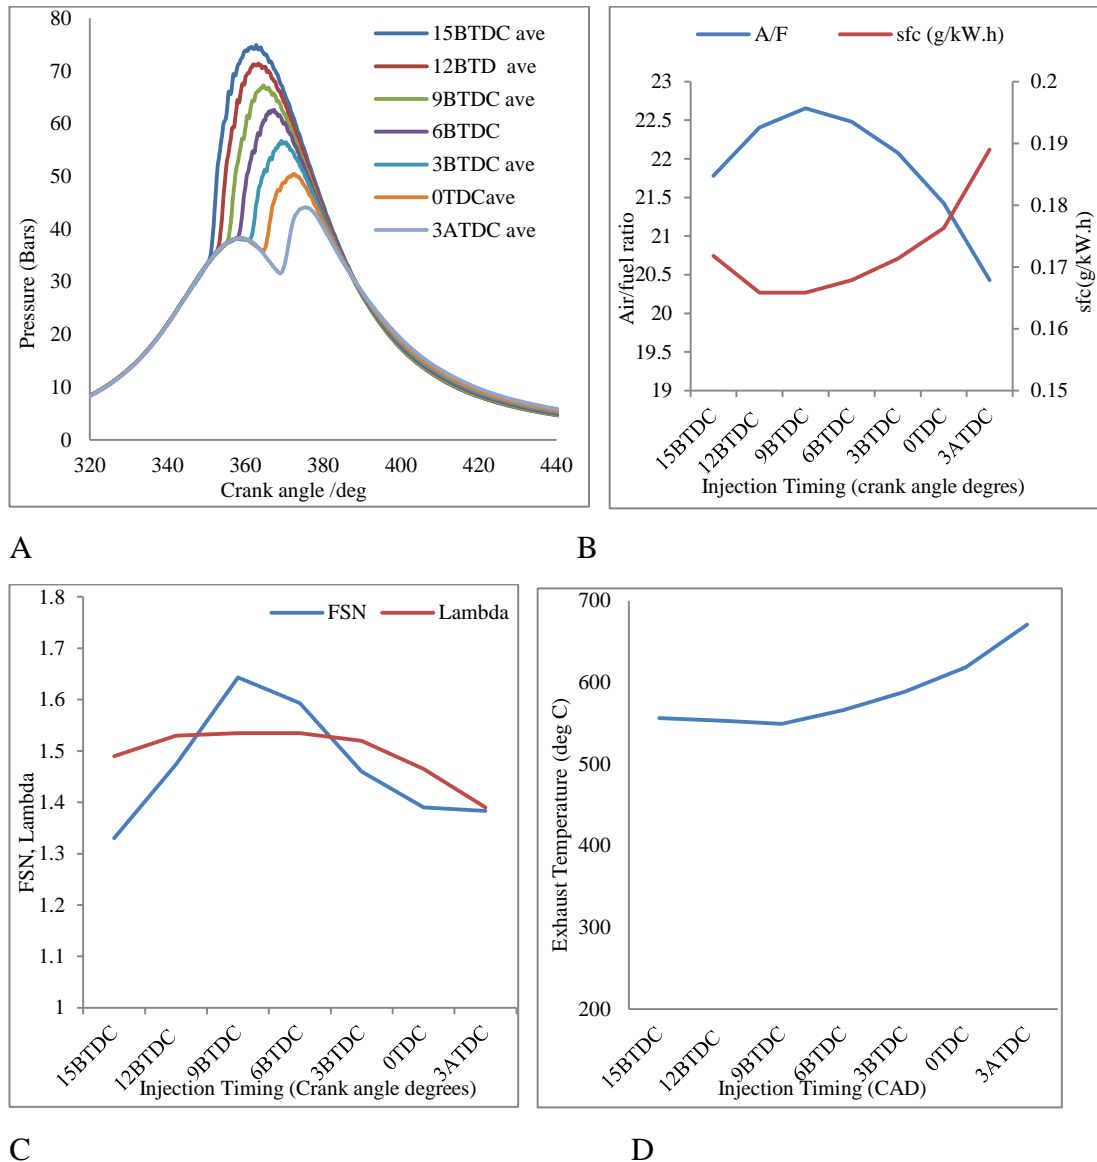 80
70
60
50
40
30
20
10
0
Pressure (Bars)
15BTDC ave
12BTD ave
9BTDC ave
6BTDC
3BTDC ave
0TDCave
3ATDC ave
320 340 360 380 400 420 440
Crank angle /deg
A
A/F sfc (g/kW.h)
23
22.5
22
21.5
21
20.5
20
19.5
19
Air/fuel ratio
0.2
0.19
0.18
0.17
0.16
0.15
sfc(g/kW.h)
15BTDC
12BTDC
9BTDC
6BTDC
3BTDC
0TDC
3ATDC
Injection Timing (crank angle degres)
B
1.8
1.7
1.6
1.5
1.4
1.3
1.2
1.1
1
FSN, Lambda
FSN Lambda
15BTDC
12BTDC
9BTDC
6BTDC
3BTDC
0TDC
3ATDC
Injection Timing (Crank angle degrees)
C
700
600
500
400
300
200
Exhaust Temperature (deg C)
15BTDC
12BTDC
9BTDC
6BTDC
3BTDC
0TDC
3ATDC
Injection Timing (CAD)
D